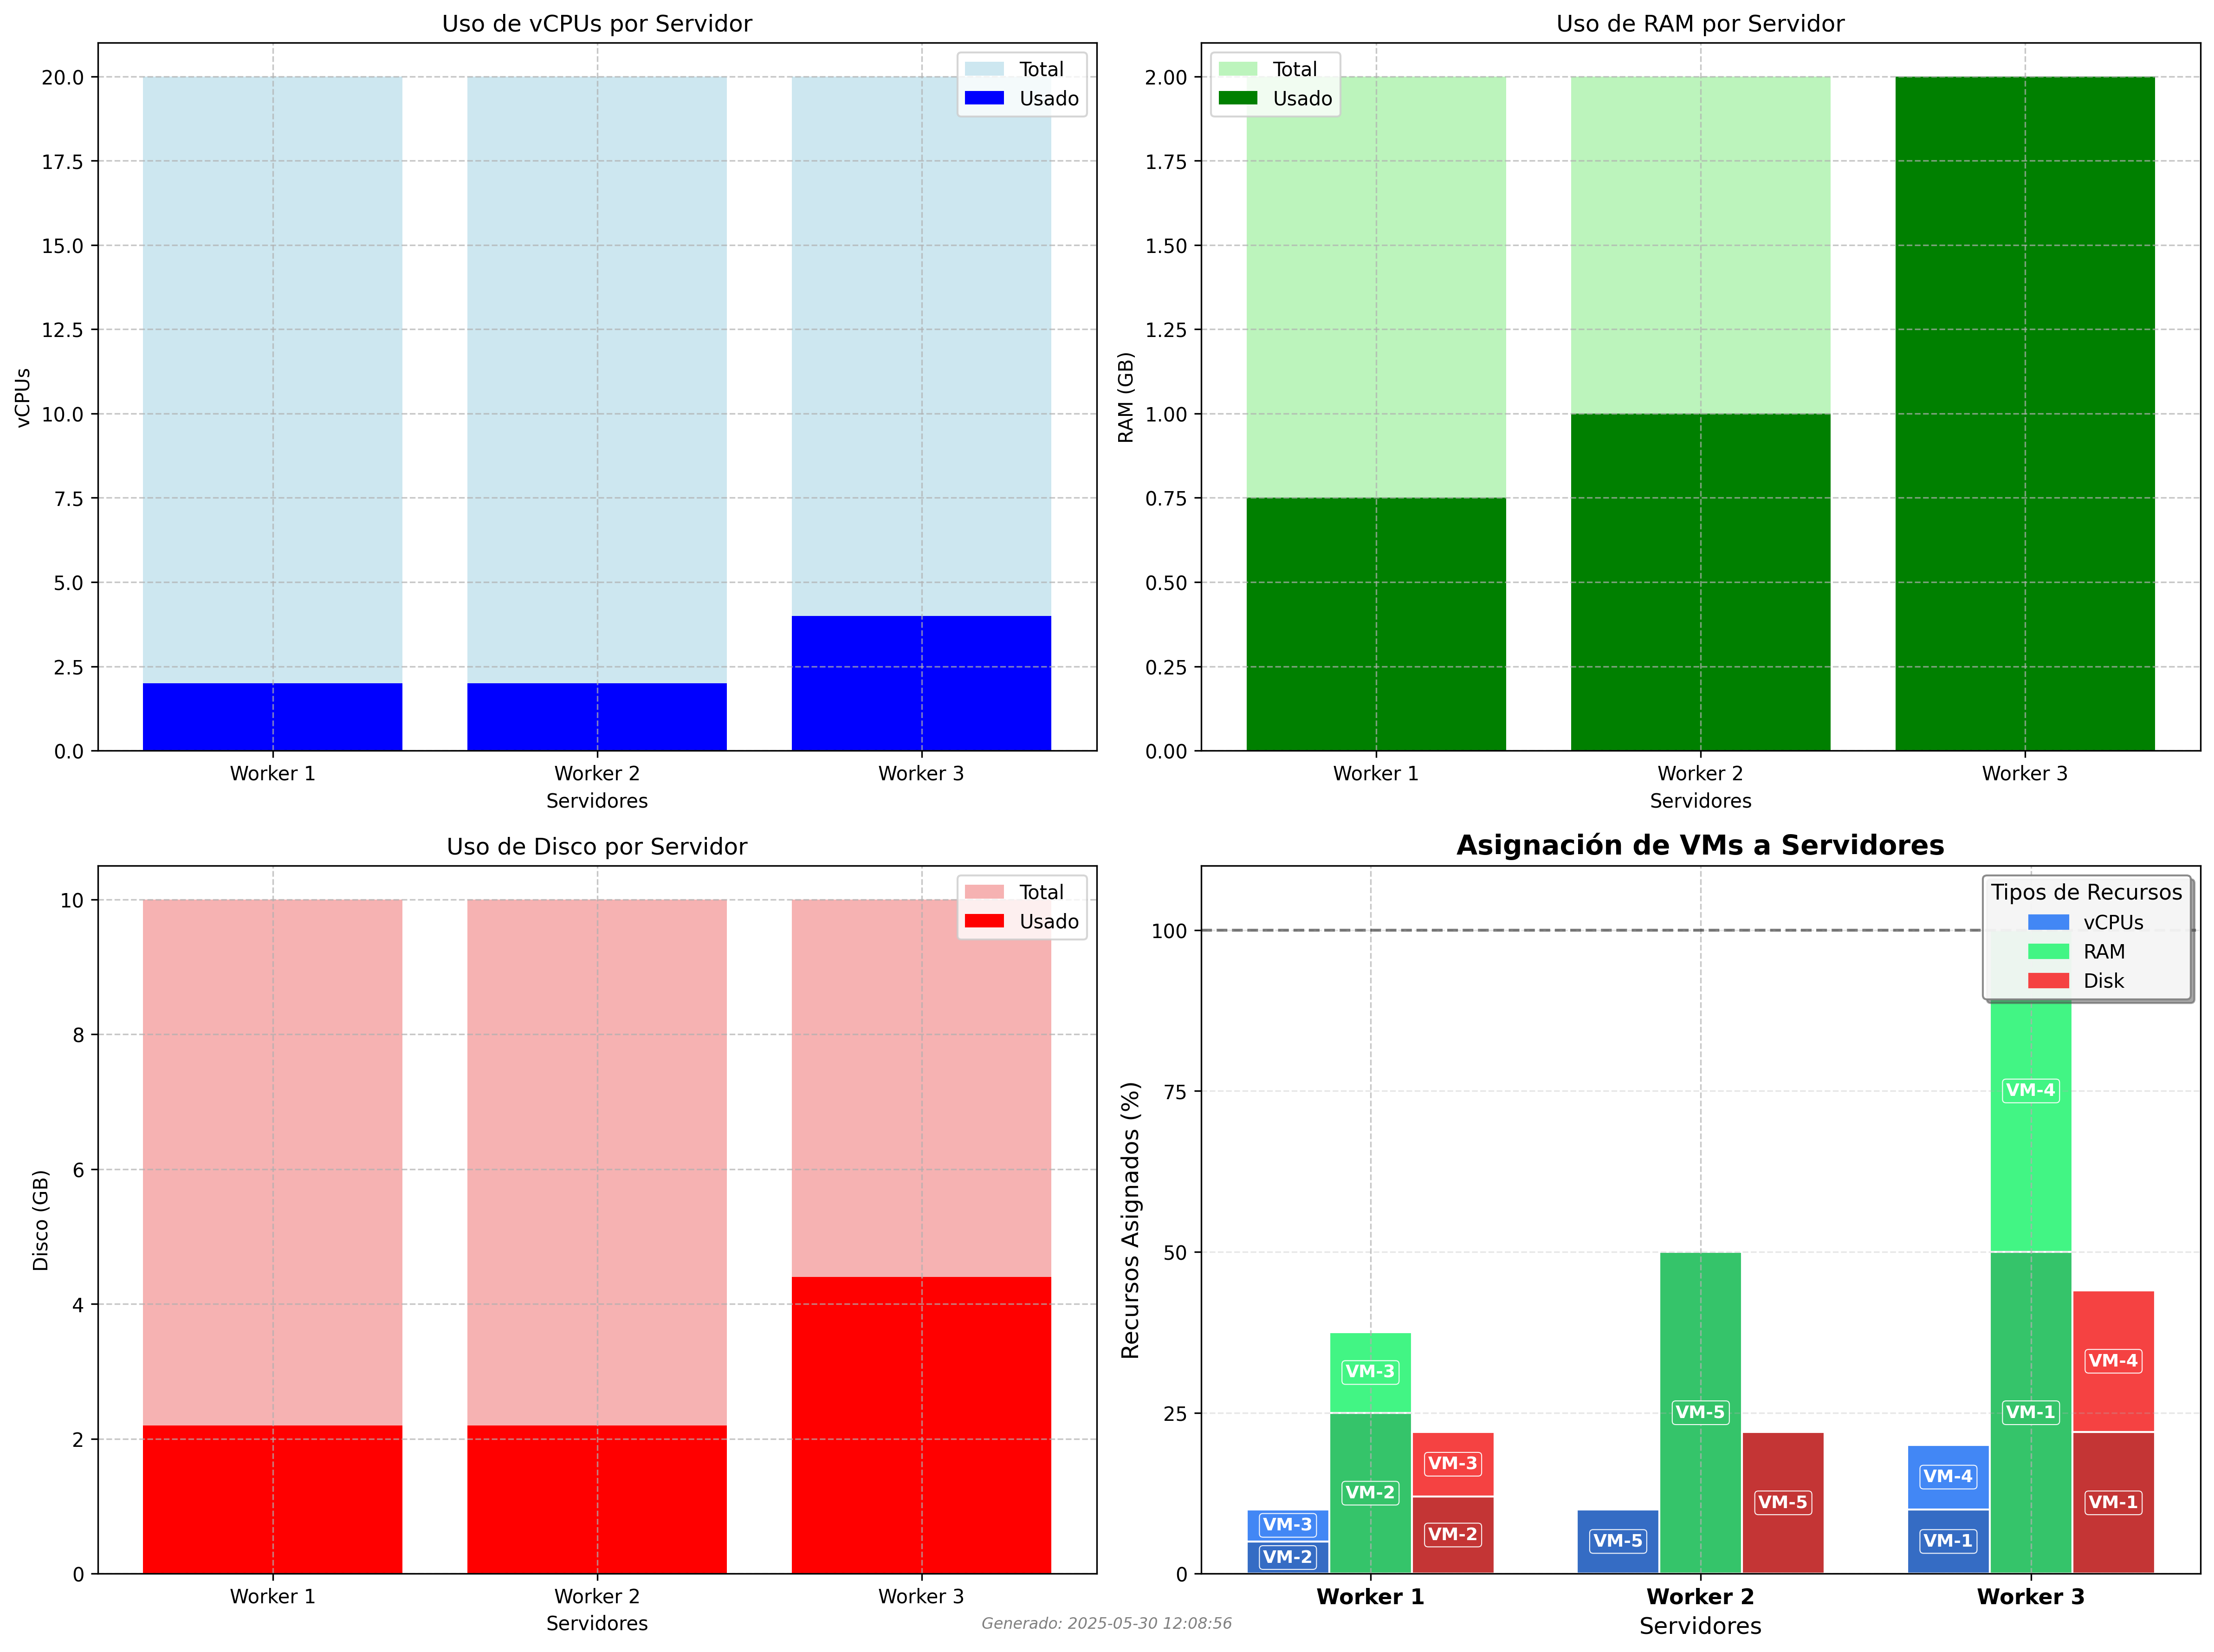 Uso de vCPUs por Servidor
vCPUs
20.0
17.5
15.0
12.5
10.0
7.5
5.0
2.5
0.0
Total
Usado
Worker 1 Worker 2 Worker 3
Servidores
Uso de RAM por Servidor
RAM (GB)
2.00
1.75
1.50
1.25
1.00
0.75
0.50
0.25
0.00
Total
Usado
Worker 1 Worker 2 Worker 3
Servidores
Uso de Disco por Servidor
Disco (GB)
10
8
6
4
2
0
Total
Usado
Worker 1 Worker 2 Worker 3
Servidores
Asignación de VMs a Servidores
Recursos Asignados (%)
100
75
50
25
0
Tipos de Recursos
vCPUs
RAM
Disk
VM-3
VM-2
VM-3
VM-2
VM-3
VM-2
VM-5
VM-5
VM-5
VM-4
VM-1
VM-4
VM-1
VM-4
VM-1
Worker 1 Worker 2 Worker 3
Servidores
Generado: 2025-05-30 12:08:56